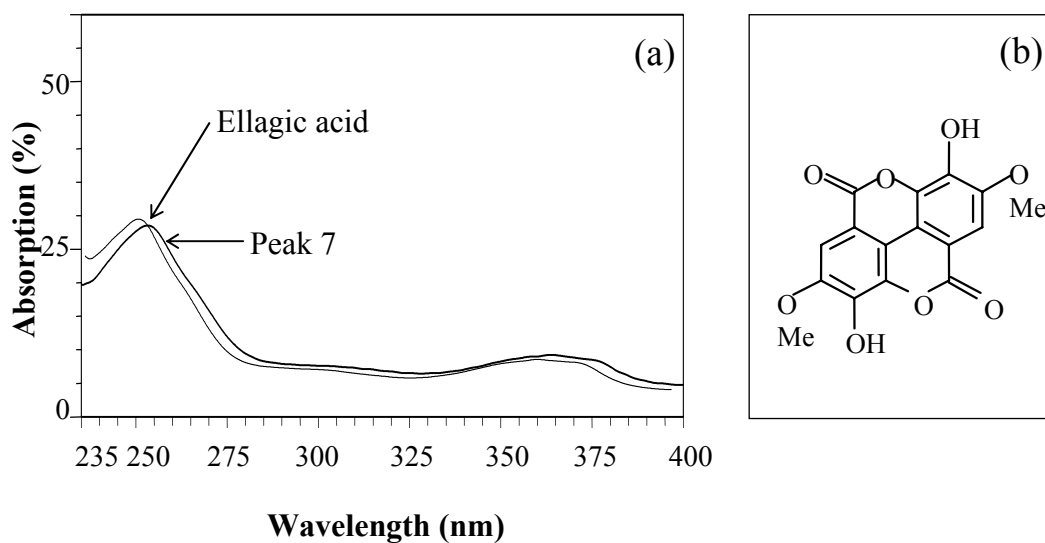 (a)
50
Ellagic acid
Peak 7
25
0
Absorption (%)
235 250 275 300 325 350 375 400
Wavelength (nm)
(b)
OH
O
O
O
Me
O
O
O
Me
OH